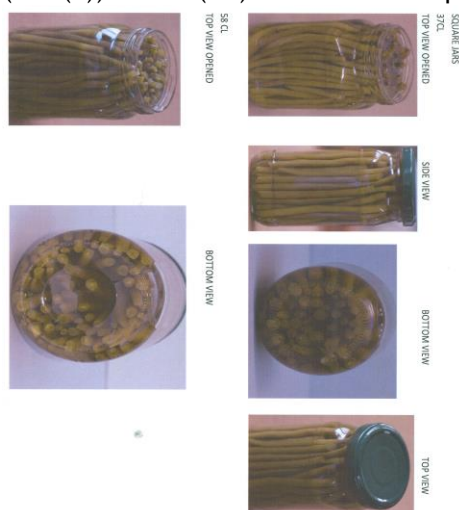 SQUARE JARS
37CL
TOP VIEW OPENED
SIDE VIEW
BOTTOM VIEW
TOP VIEW
58 CL
TOP VIEW OPENED
BOTTOM VIEW